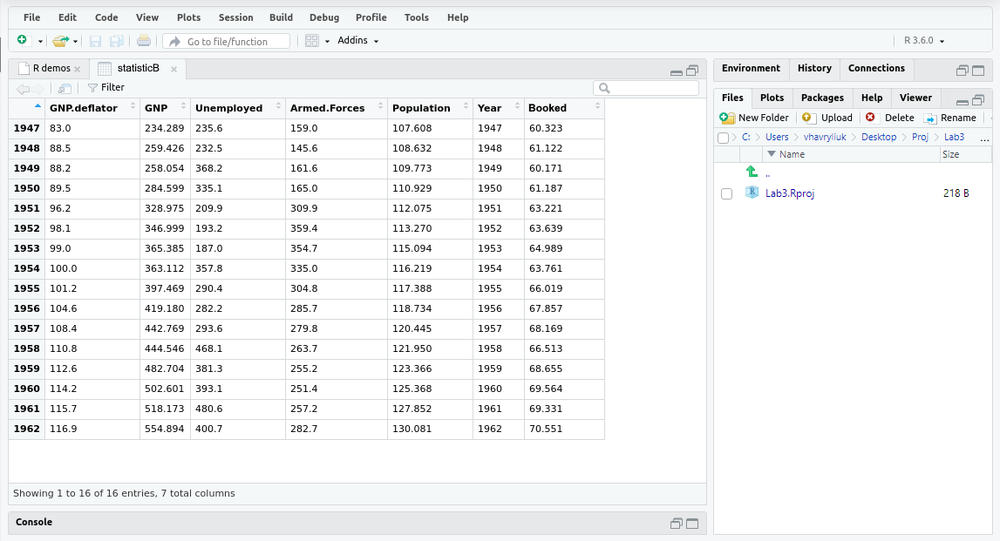 File Edit Code View Plots Session Build Debug Profile Tools Help
Go to file/function Addins R 3.6.0
R demos statisticB
Filter
GNP.deflator GNP Unemployed Armed.Forces Population Year Booked
1947 83.0 234.289 235.6 159.0 107.608 1947 60.323
1948 88.5 259.426 232.5 145.6 108.632 1948 61.122
1949 88.2 258.054 368.2 161.6 109.773 1949 60.171
1950 89.5 284.599 335.1 165.0 110.929 1950 61.187
1951 96.2 328.975 209.9 309.9 112.075 1951 63.221
1952 98.1 346.999 193.2 359.4 113.270 1952 63.639
1953 99.0 365.385 187.0 354.7 115.094 1953 64.989
1954 100.0 363.112 357.8 335.0 116.219 1954 63.761
1955 101.2 397.469 290.4 304.8 117.388 1955 66.019
1956 104.6 419.180 282.2 285.7 118.734 1956 67.857
1957 108.4 442.769 293.6 279.8 120.445 1957 68.169
1958 110.8 444.546 468.1 263.7 121.950 1958 66.513
1959 112.6 482.704 381.3 255.2 123.366 1959 68.655
1960 114.2 502.601 393.1 251.4 125.368 1960 69.564
1961 115.7 518.173 480.6 257.2 127.852 1961 69.331
1962 116.9 554.894 400.7 282.7 130.081 1962 70.551
Showing 1 to 16 of 16 entries, 7 total columns
Console
Environment History Connections
Files Plots Packages Help Viewer
New Folder Upload Delete Rename
C: Users vhavryliuk Desktop Proj Lab3 ...
Name Size
..
R Lab3.Rproj 218 B